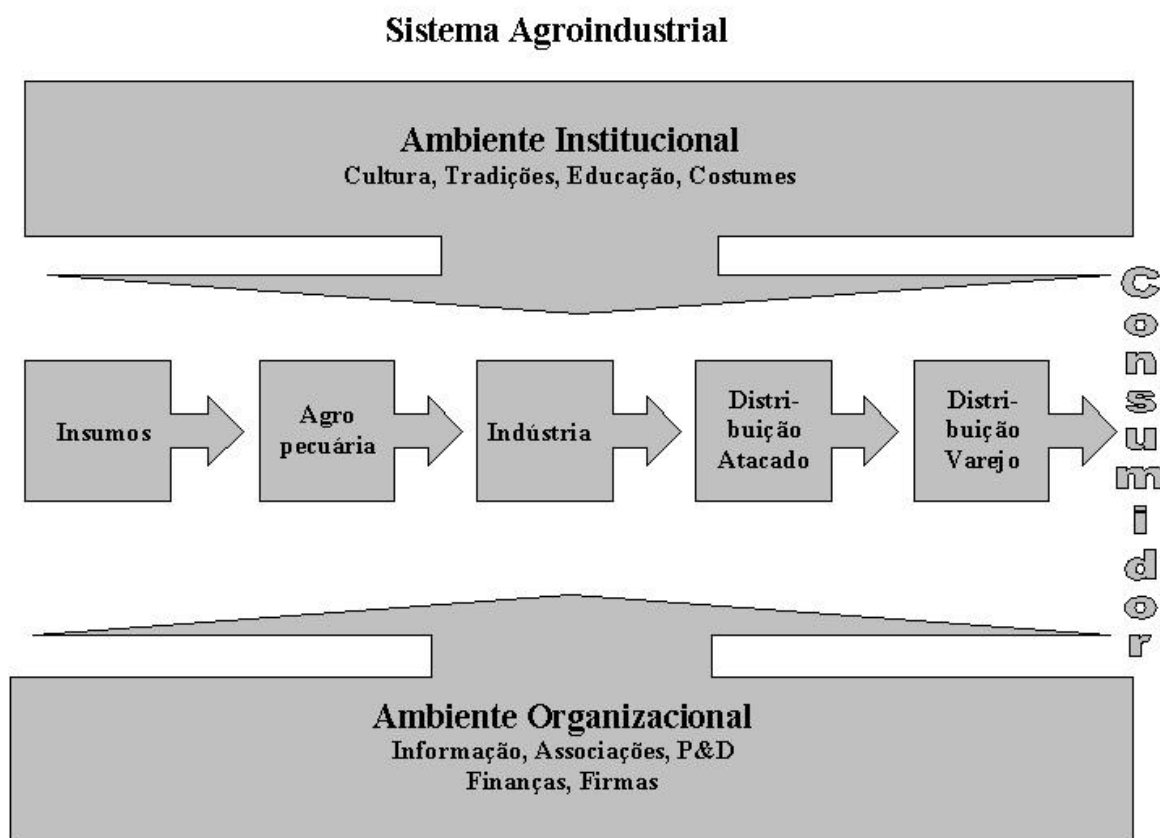 Sistema Agroindustrial
Ambiente Institucional
Cultura, Tradições, Educação, Costumes
Insumos
Agro
pecuária
Indústria
Distri-
buição
Atacado
Distri-
buição
Varejo
Consumidor
Ambiente Organizacional
Informação, Associações, P&D
Finanças, Firmas